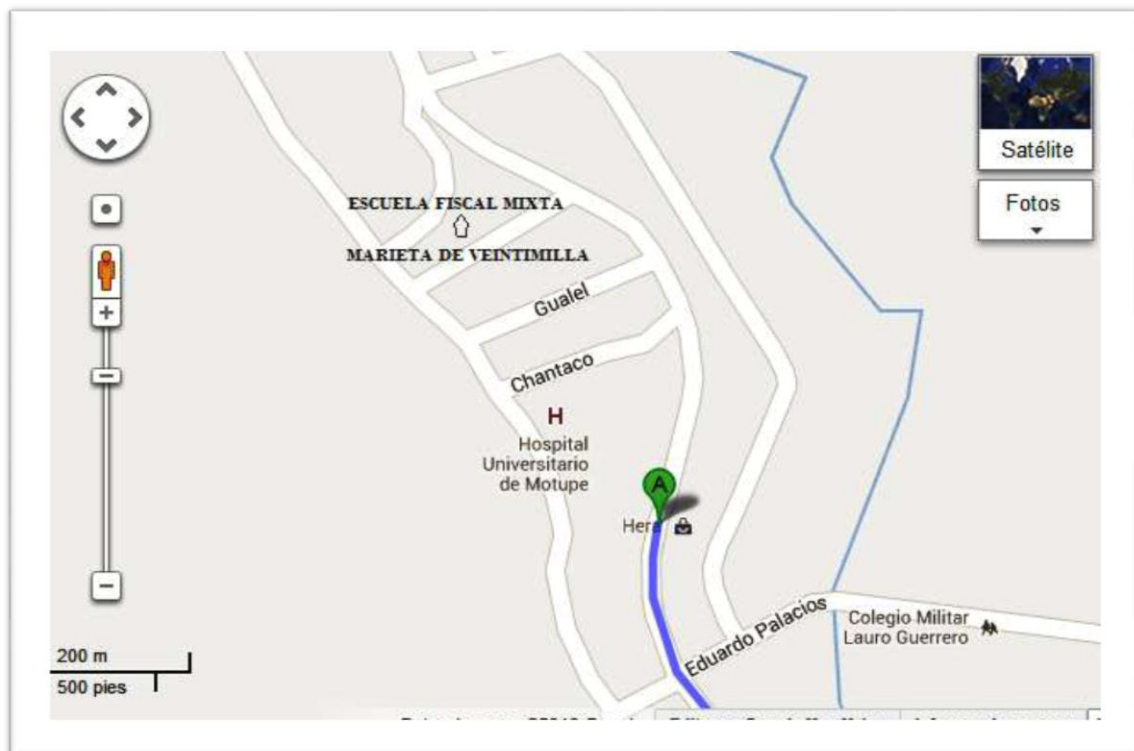 Satélite
Fotos
ESCUELA FISCAL MIXTA
MARIETA DE VEINTIMILLA
Gualel
Chantaco
H
Hospital
Universitario
de Motupe
A
Hera
Eduardo Palacios
Colegio Militar
Lauro Guerrero
200 m
500 pies